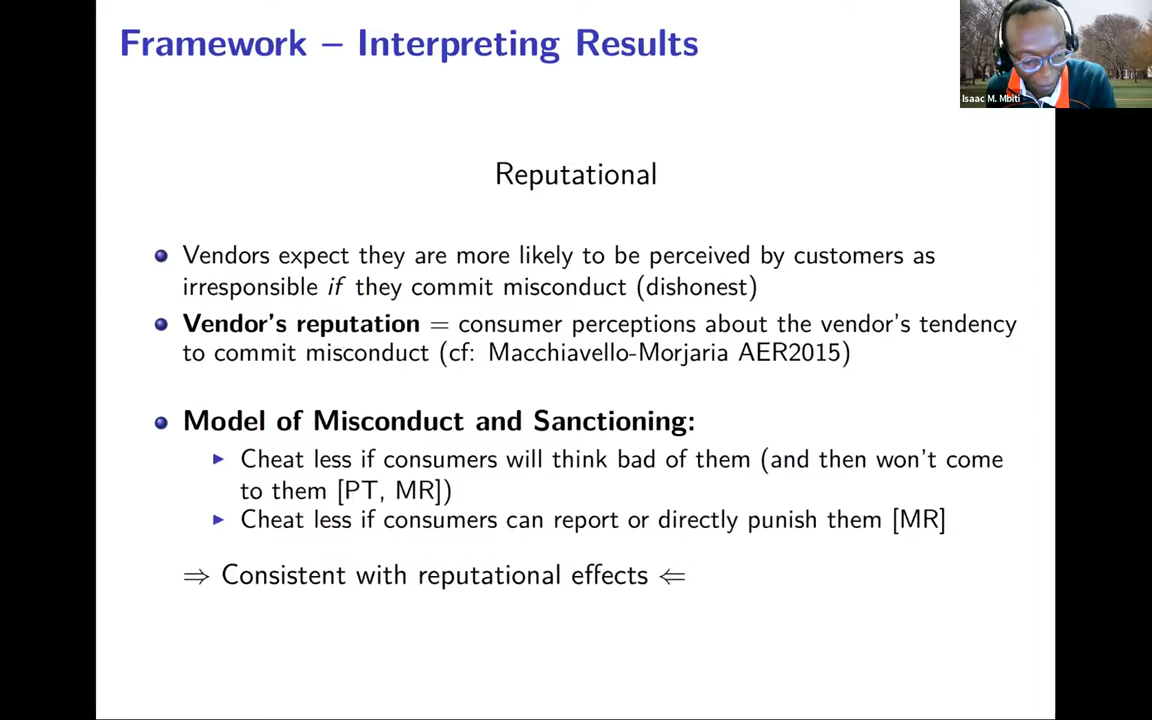 Framework – Interpreting Results
Isaac M. Mbiti
Reputational
Vendors expect they are more likely to be perceived by customers as
irresponsible if they commit misconduct (dishonest)
Vendor's reputation = consumer perceptions about the vendor's tendency
to commit misconduct (cf: Macchiavello-Morjaria AER2015)
Model of Misconduct and Sanctioning:
Cheat less if consumers will think bad of them (and then won't come
to them [PT, MR])
Cheat less if consumers can report or directly punish them [MR]
⇒ Consistent with reputational effects ⇐